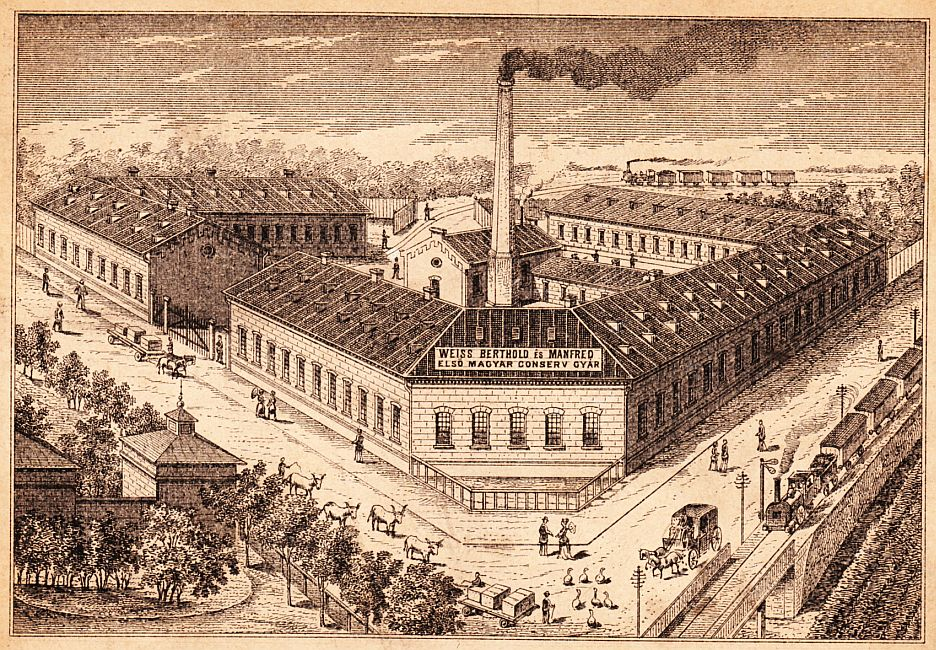 WEISS BERTHOLD ÉS MANFRED
ELSŐ MAGYAR CONSERV GYÁR